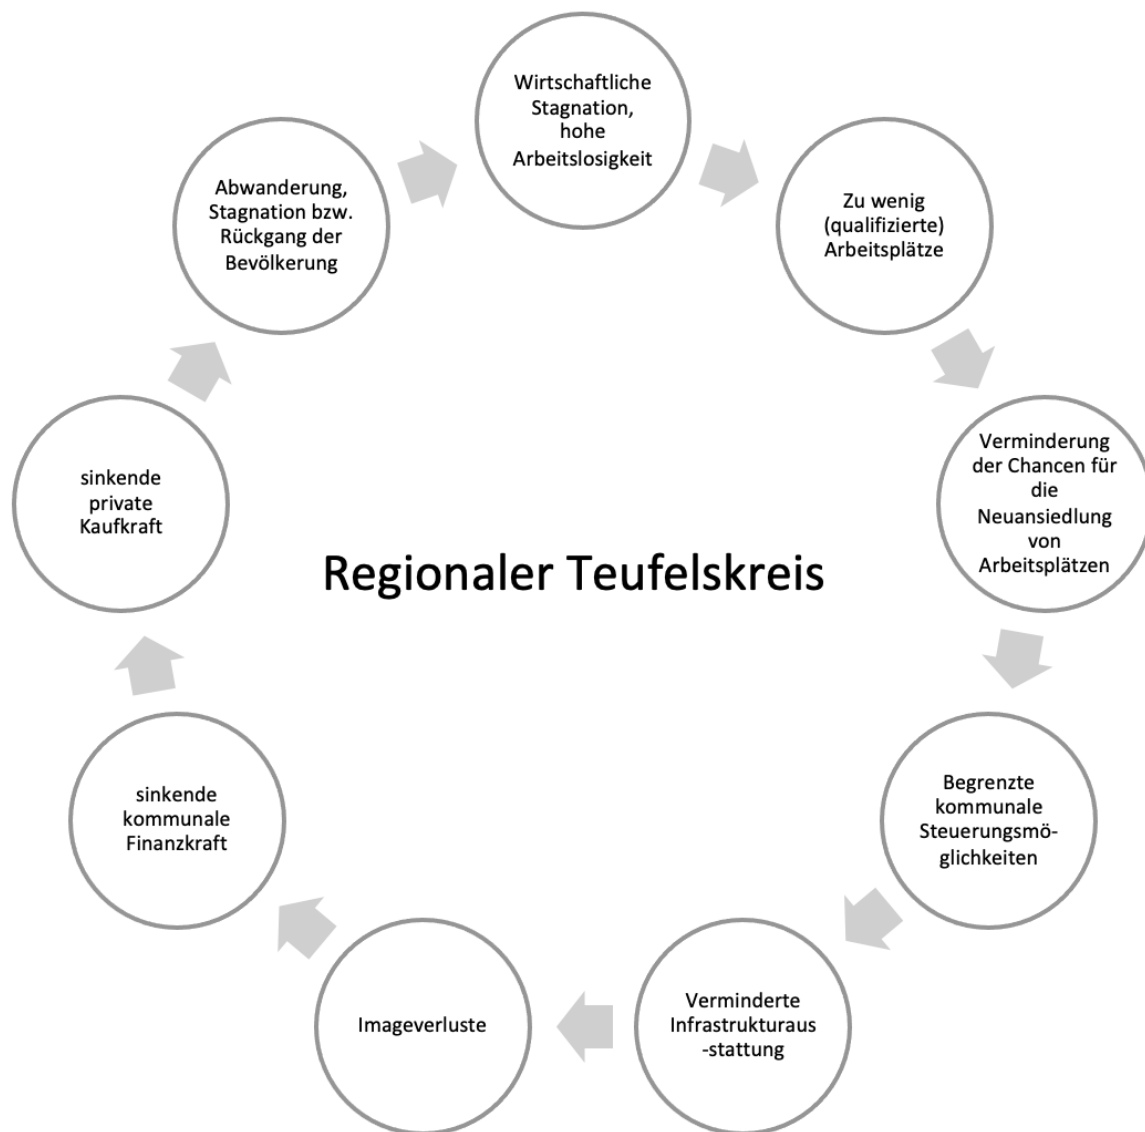 Wirtschaftliche
Stagnation,
hohe
Arbeitslosigkeit
Zu wenig
(qualifizierte)
Arbeitsplätze
Verminderung
der Chancen für
die
Neuansiedlung
von
Arbeitsplätzen
Begrenzte
kommunale
Steuerungsmö-
glichkeiten
Verminderte
Infrastrukturaus
-stattung
Imageverluste
sinkende
kommunale
Finanzkraft
sinkende
private
Kaufkraft
Abwanderung,
Stagnation bzw.
Rückgang der
Bevölkerung
Regionaler Teufelskreis